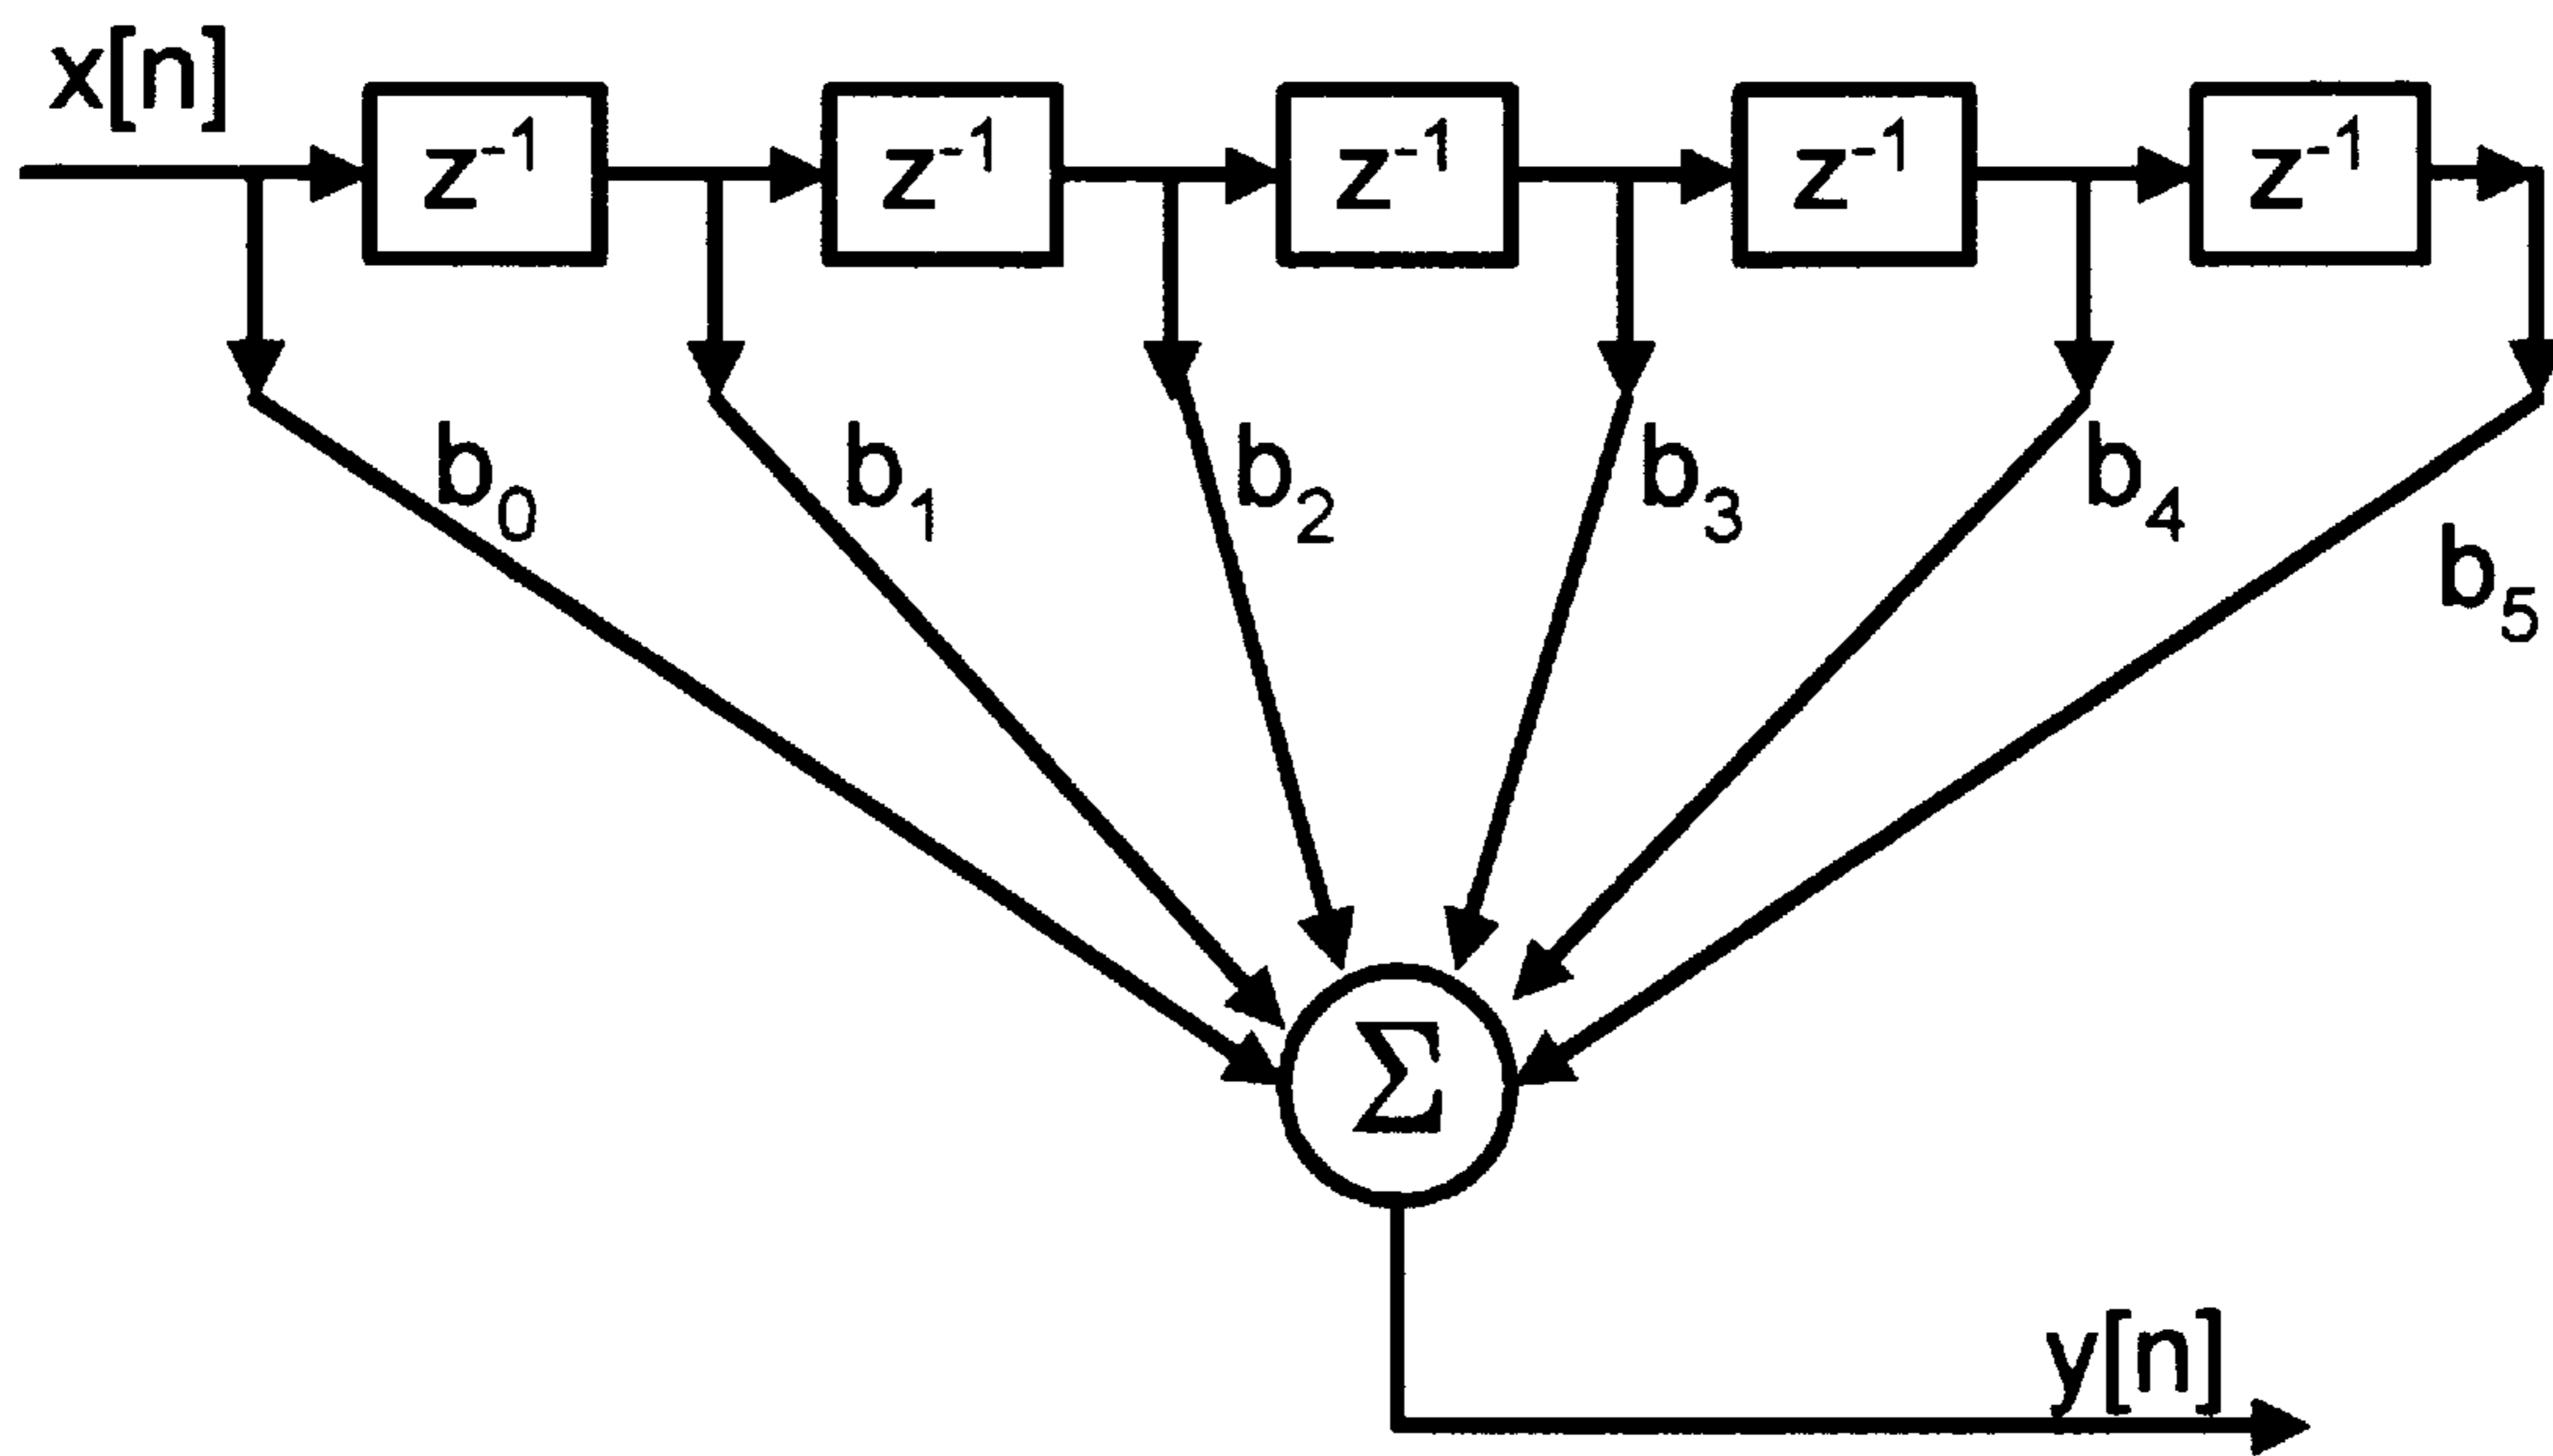 x[n]
z⁻¹ z⁻¹ z⁻¹ z⁻¹ z⁻¹
b₀ b₁ b₂ b₃ b₄
b₅
Σ
y[n]